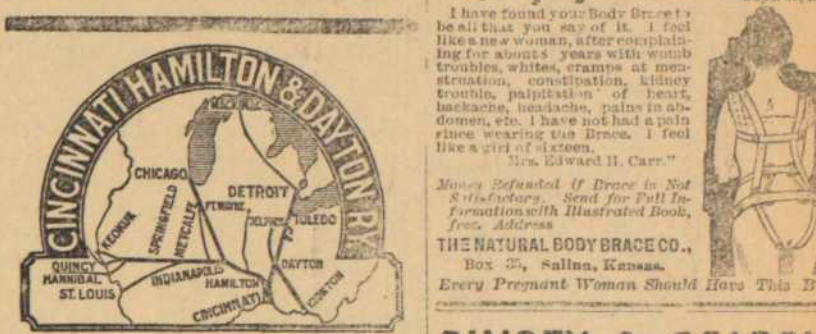 CINCINNATI HAMILTON & DAYTON RY.
MACKINAC
CHICAGO
DETROIT
FT. WAYNE
DELPHOS
TOLEDO
KEOKUK
SPRINGFIELD
METCALFE
QUINCY
HANNIBAL
ST. LOUIS
INDIANAPOLIS
HAMILTON
DAYTON
CINCINNATI
IRONTON
I have found your Body Brace to
be all that you say of it. I feel
like a new woman, after complain-
ing for about 8 years with womb
troubles, whites, cramps at men-
struation, constipation, kidney
trouble, palpitation of heart,
backache, headache, pains in ab-
domen, etc. I have not had a pain
since wearing the Brace. I feel
like a girl of sixteen.
Mrs. Edward H. Carr."
Money Refunded if Brace is Not
Satisfactory. Send for Full In-
formation with Illustrated Book,
free. Address
THE NATURAL BODY BRACE CO.,
Box 35, Salina, Kansas.
Every Pregnant Woman Should Have This B